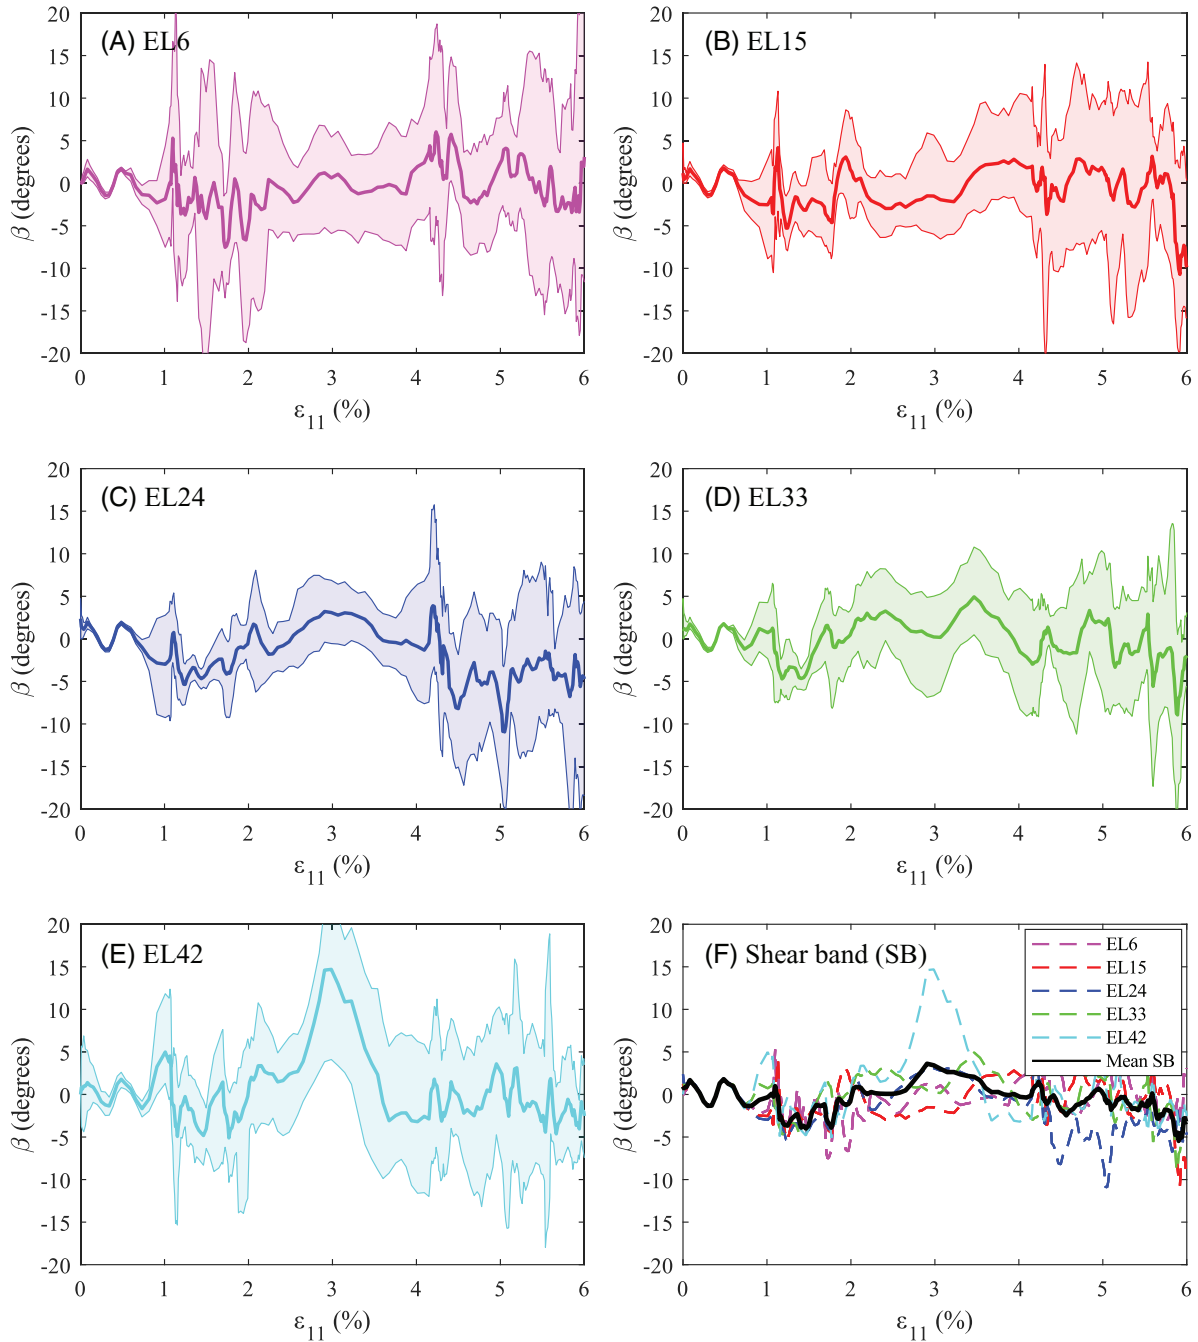 (A) EL6
20
15
10
5
0
-5
-10
-15
-20
β (degrees)
0 1 2 3 4 5 6
ε11 (%)
(B) EL15
20
15
10
5
0
-5
-10
-15
-20
β (degrees)
0 1 2 3 4 5 6
ε11 (%)
(C) EL24
20
15
10
5
0
-5
-10
-15
-20
β (degrees)
0 1 2 3 4 5 6
ε11 (%)
(D) EL33
20
15
10
5
0
-5
-10
-15
-20
β (degrees)
0 1 2 3 4 5 6
ε11 (%)
(E) EL42
20
15
10
5
0
-5
-10
-15
-20
β (degrees)
0 1 2 3 4 5 6
ε11 (%)
(F) Shear band (SB)
EL6
EL15
EL24
EL33
EL42
Mean SB
20
15
10
5
0
-5
-10
-15
-20
β (degrees)
0 1 2 3 4 5 6
ε11 (%)